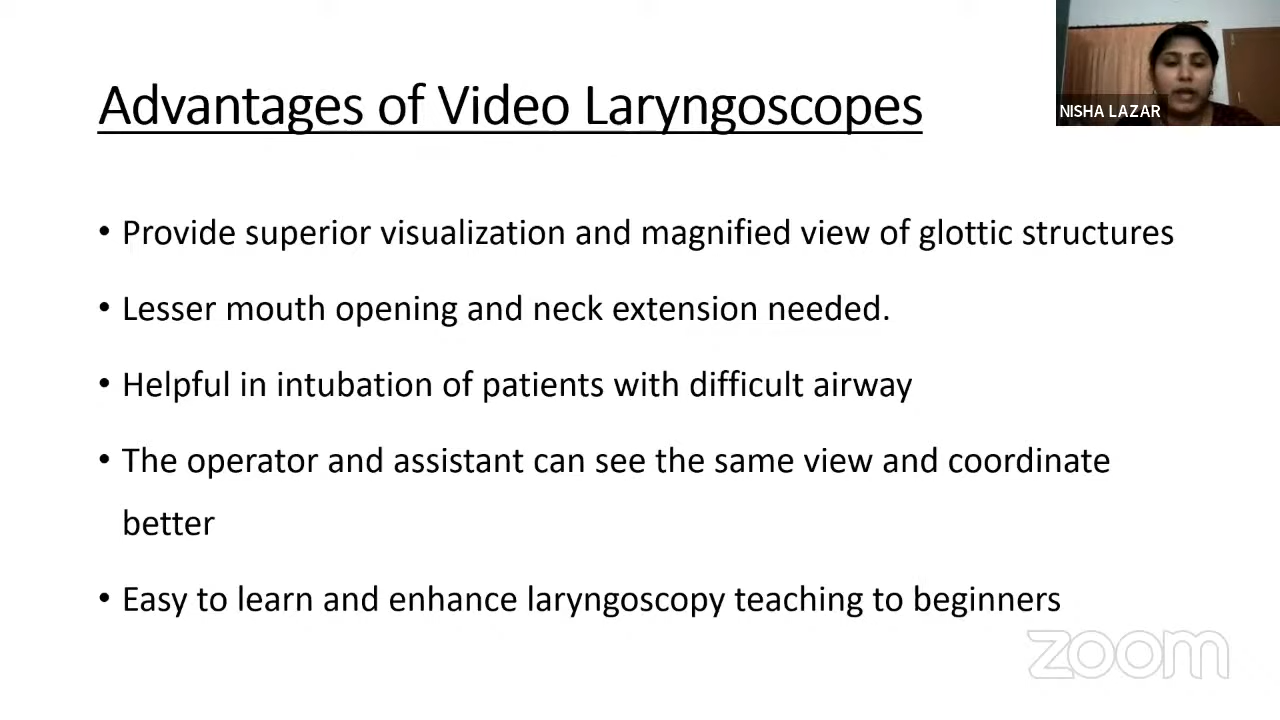 Advantages of Video Laryngoscopes
NISHA LAZAR
• Provide superior visualization and magnified view of glottic structures
• Lesser mouth opening and neck extension needed.
• Helpful in intubation of patients with difficult airway
• The operator and assistant can see the same view and coordinate
better
• Easy to learn and enhance laryngoscopy teaching to beginners
zoom